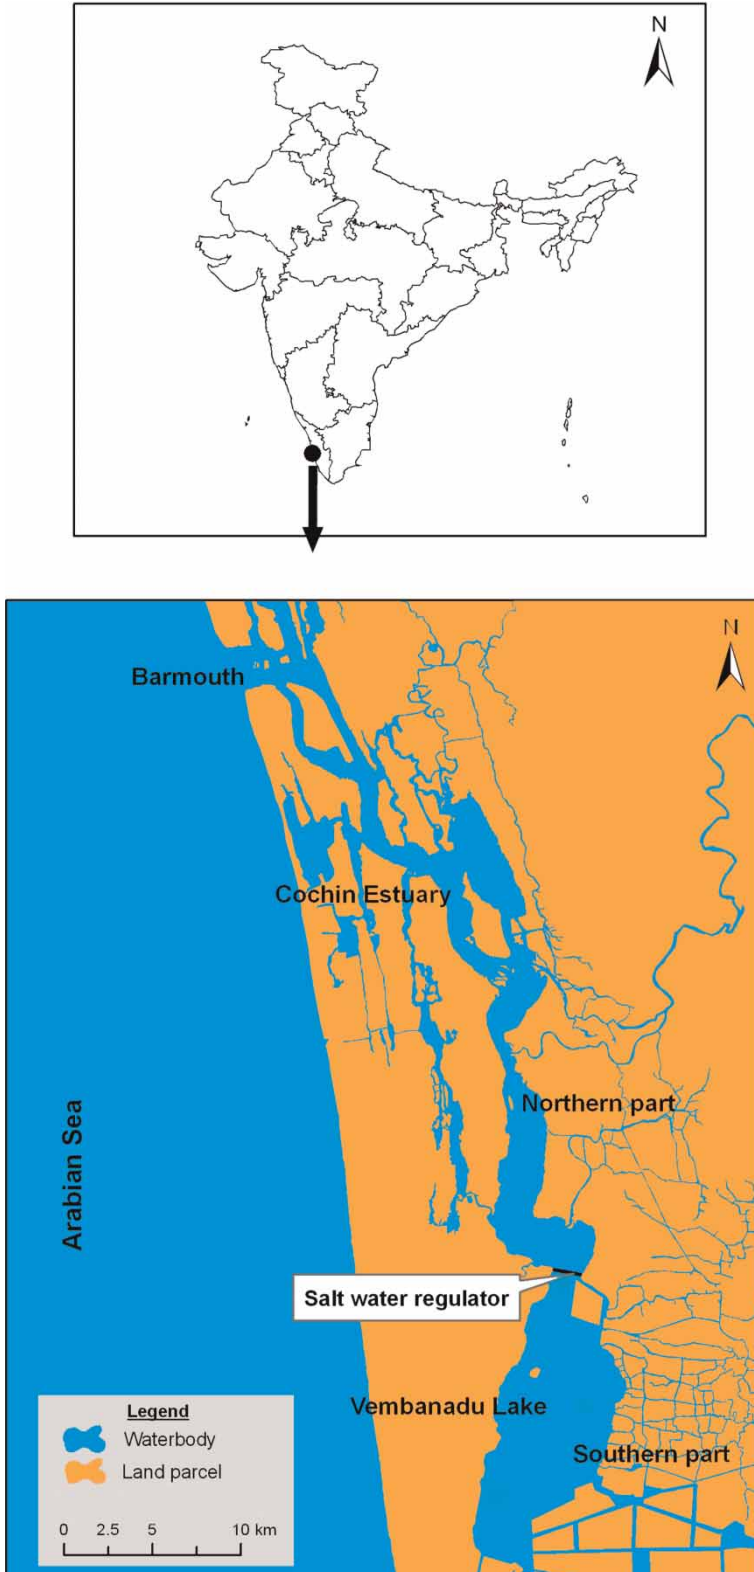 N
N
Barmouth
Cochin Estuary
Northern part
Arabian Sea
Salt water regulator
Vembanadu Lake
Southern part
Legend
Waterbody
Land parcel
0 2.5 5 10 km